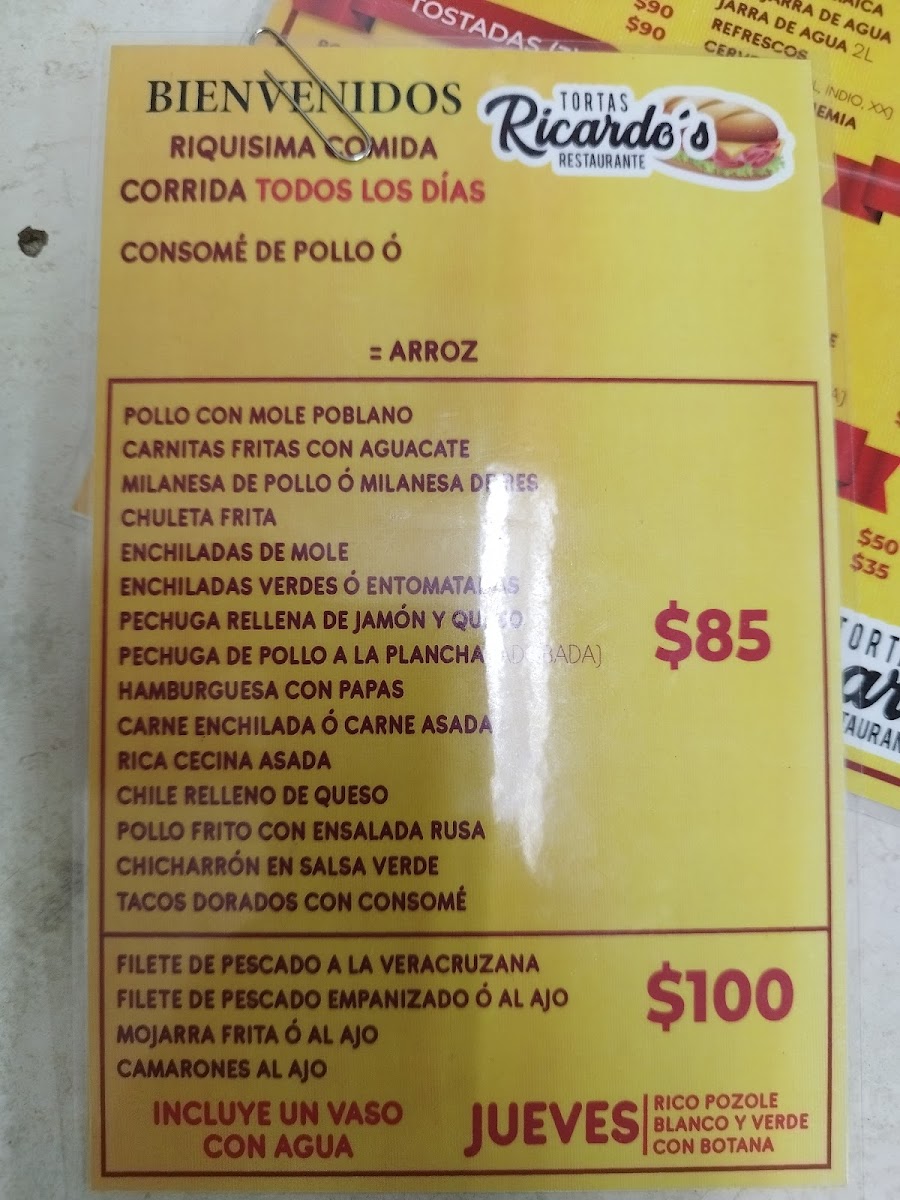 TOSTADAS
$90
$90
JARRA DE AGUA
JARRA DE AGUA 2L
REFRESCOS
INDIO, XX)
BIENVENIDOS
TORTAS
Ricardo's
RESTAURANTE
RIQUISIMA COMIDA
CORRIDA TODOS LOS DÍAS
CONSOMÉ DE POLLO Ó
= ARROZ
POLLO CON MOLE POBLANO
CARNITAS FRITAS CON AGUACATE
MILANESA DE POLLO Ó MILANESA DE RES
CHULETA FRITA
ENCHILADAS DE MOLE
ENCHILADAS VERDES Ó ENTOMATADAS
PECHUGA RELLENA DE JAMÓN Y QUESO
PECHUGA DE POLLO A LA PLANCHA (ADOBADA)
HAMBURGUESA CON PAPAS
CARNE ENCHILADA Ó CARNE ASADA
RICA CECINA ASADA
CHILE RELLENO DE QUESO
POLLO FRITO CON ENSALADA RUSA
CHICHARRÓN EN SALSA VERDE
TACOS DORADOS CON CONSOMÉ
$85
FILETE DE PESCADO A LA VERACRUZANA
FILETE DE PESCADO EMPANIZADO Ó AL AJO
MOJARRA FRITA Ó AL AJO
CAMARONES AL AJO
$100
INCLUYE UN VASO
CON AGUA
JUEVES
RICO POZOLE
BLANCO Y VERDE
CON BOTANA
$50
$35